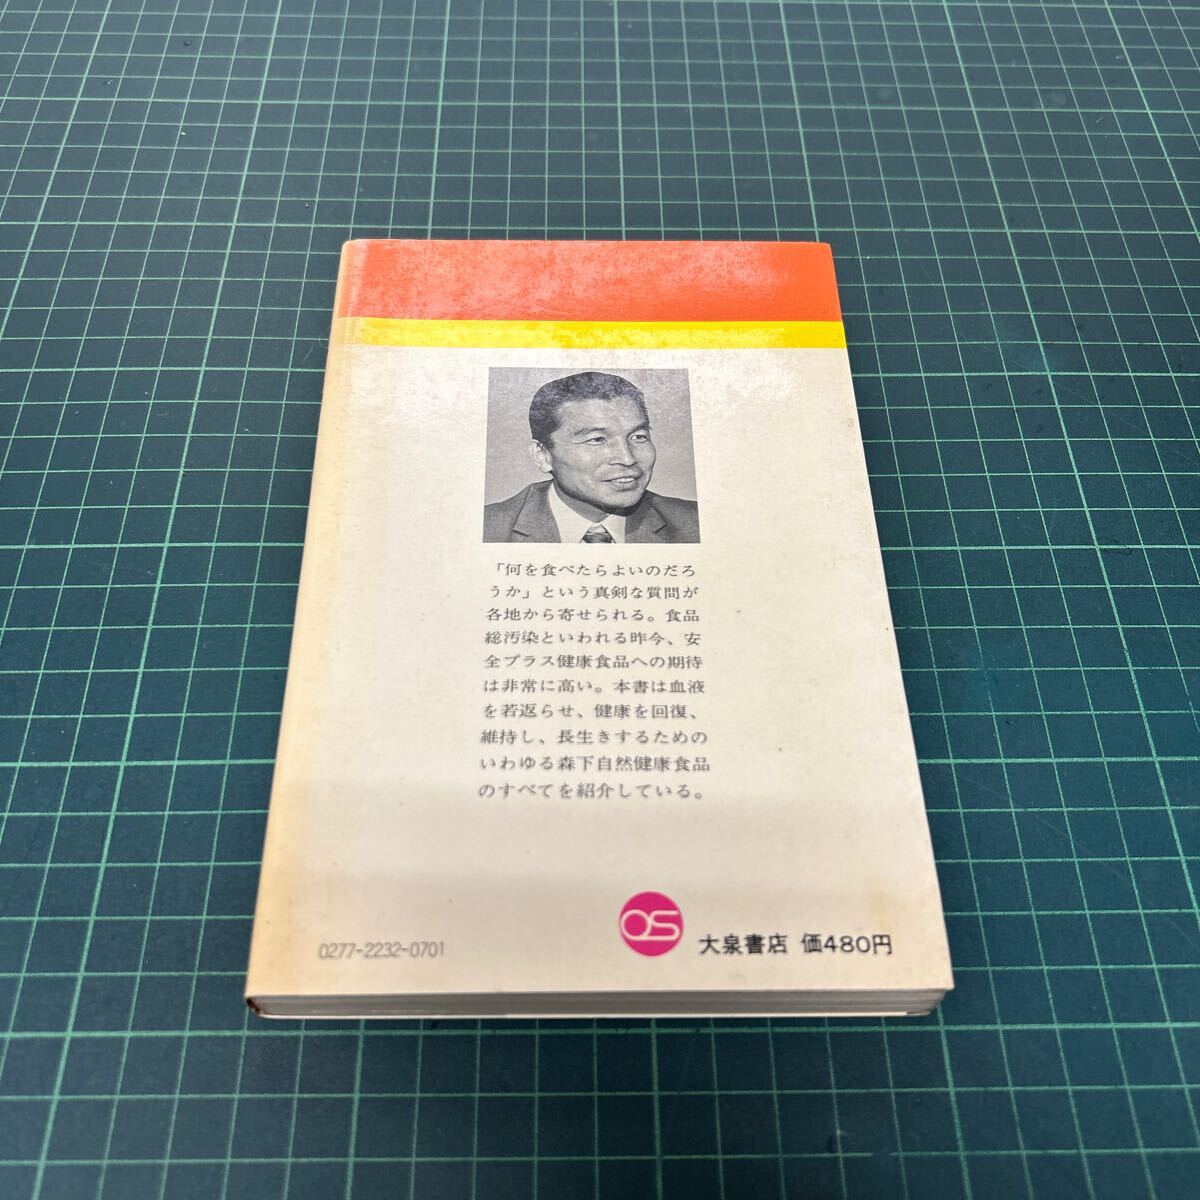 「何を食べたらよいのだろ
うか」という真剣な質問が
各地から寄せられる。食品
総汚染といわれる昨今、安
全プラス健康食品への期待
は非常に高い。本書は血液
を若返らせ、健康を回復、
維持し、長生きするための
いわゆる森下自然健康食品
のすべてを紹介している。
0277-2232-0701
OS
大泉書店 価480円